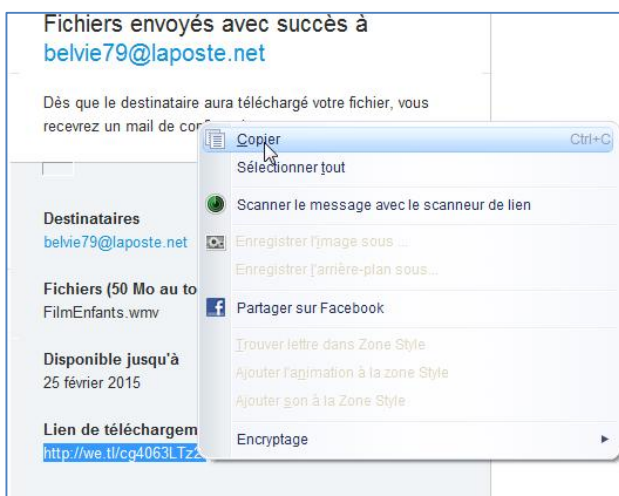 Fichiers envoyés avec succès à
belvie79@laposte.net
Dès que le destinataire aura téléchargé votre fichier, vous
recevrez un mail de
Copier Ctrl+C
Sélectionner tout
Scanner le message avec le scanneur de lien
Enregistrer l'image sous ...
Enregistrer l'arrière-plan sous...
Partager sur Facebook
Trouver lettre dans Zone Style
Ajouter l'animation à la zone Style
Ajouter son à la Zone Style
Encryptage
Destinataires
belvie79@laposte.net
Fichiers (50 Mo au to
FilmEnfants.wmv
Disponible jusqu'à
25 février 2015
Lien de téléchargem
http://we.tl/cg4063LTz2